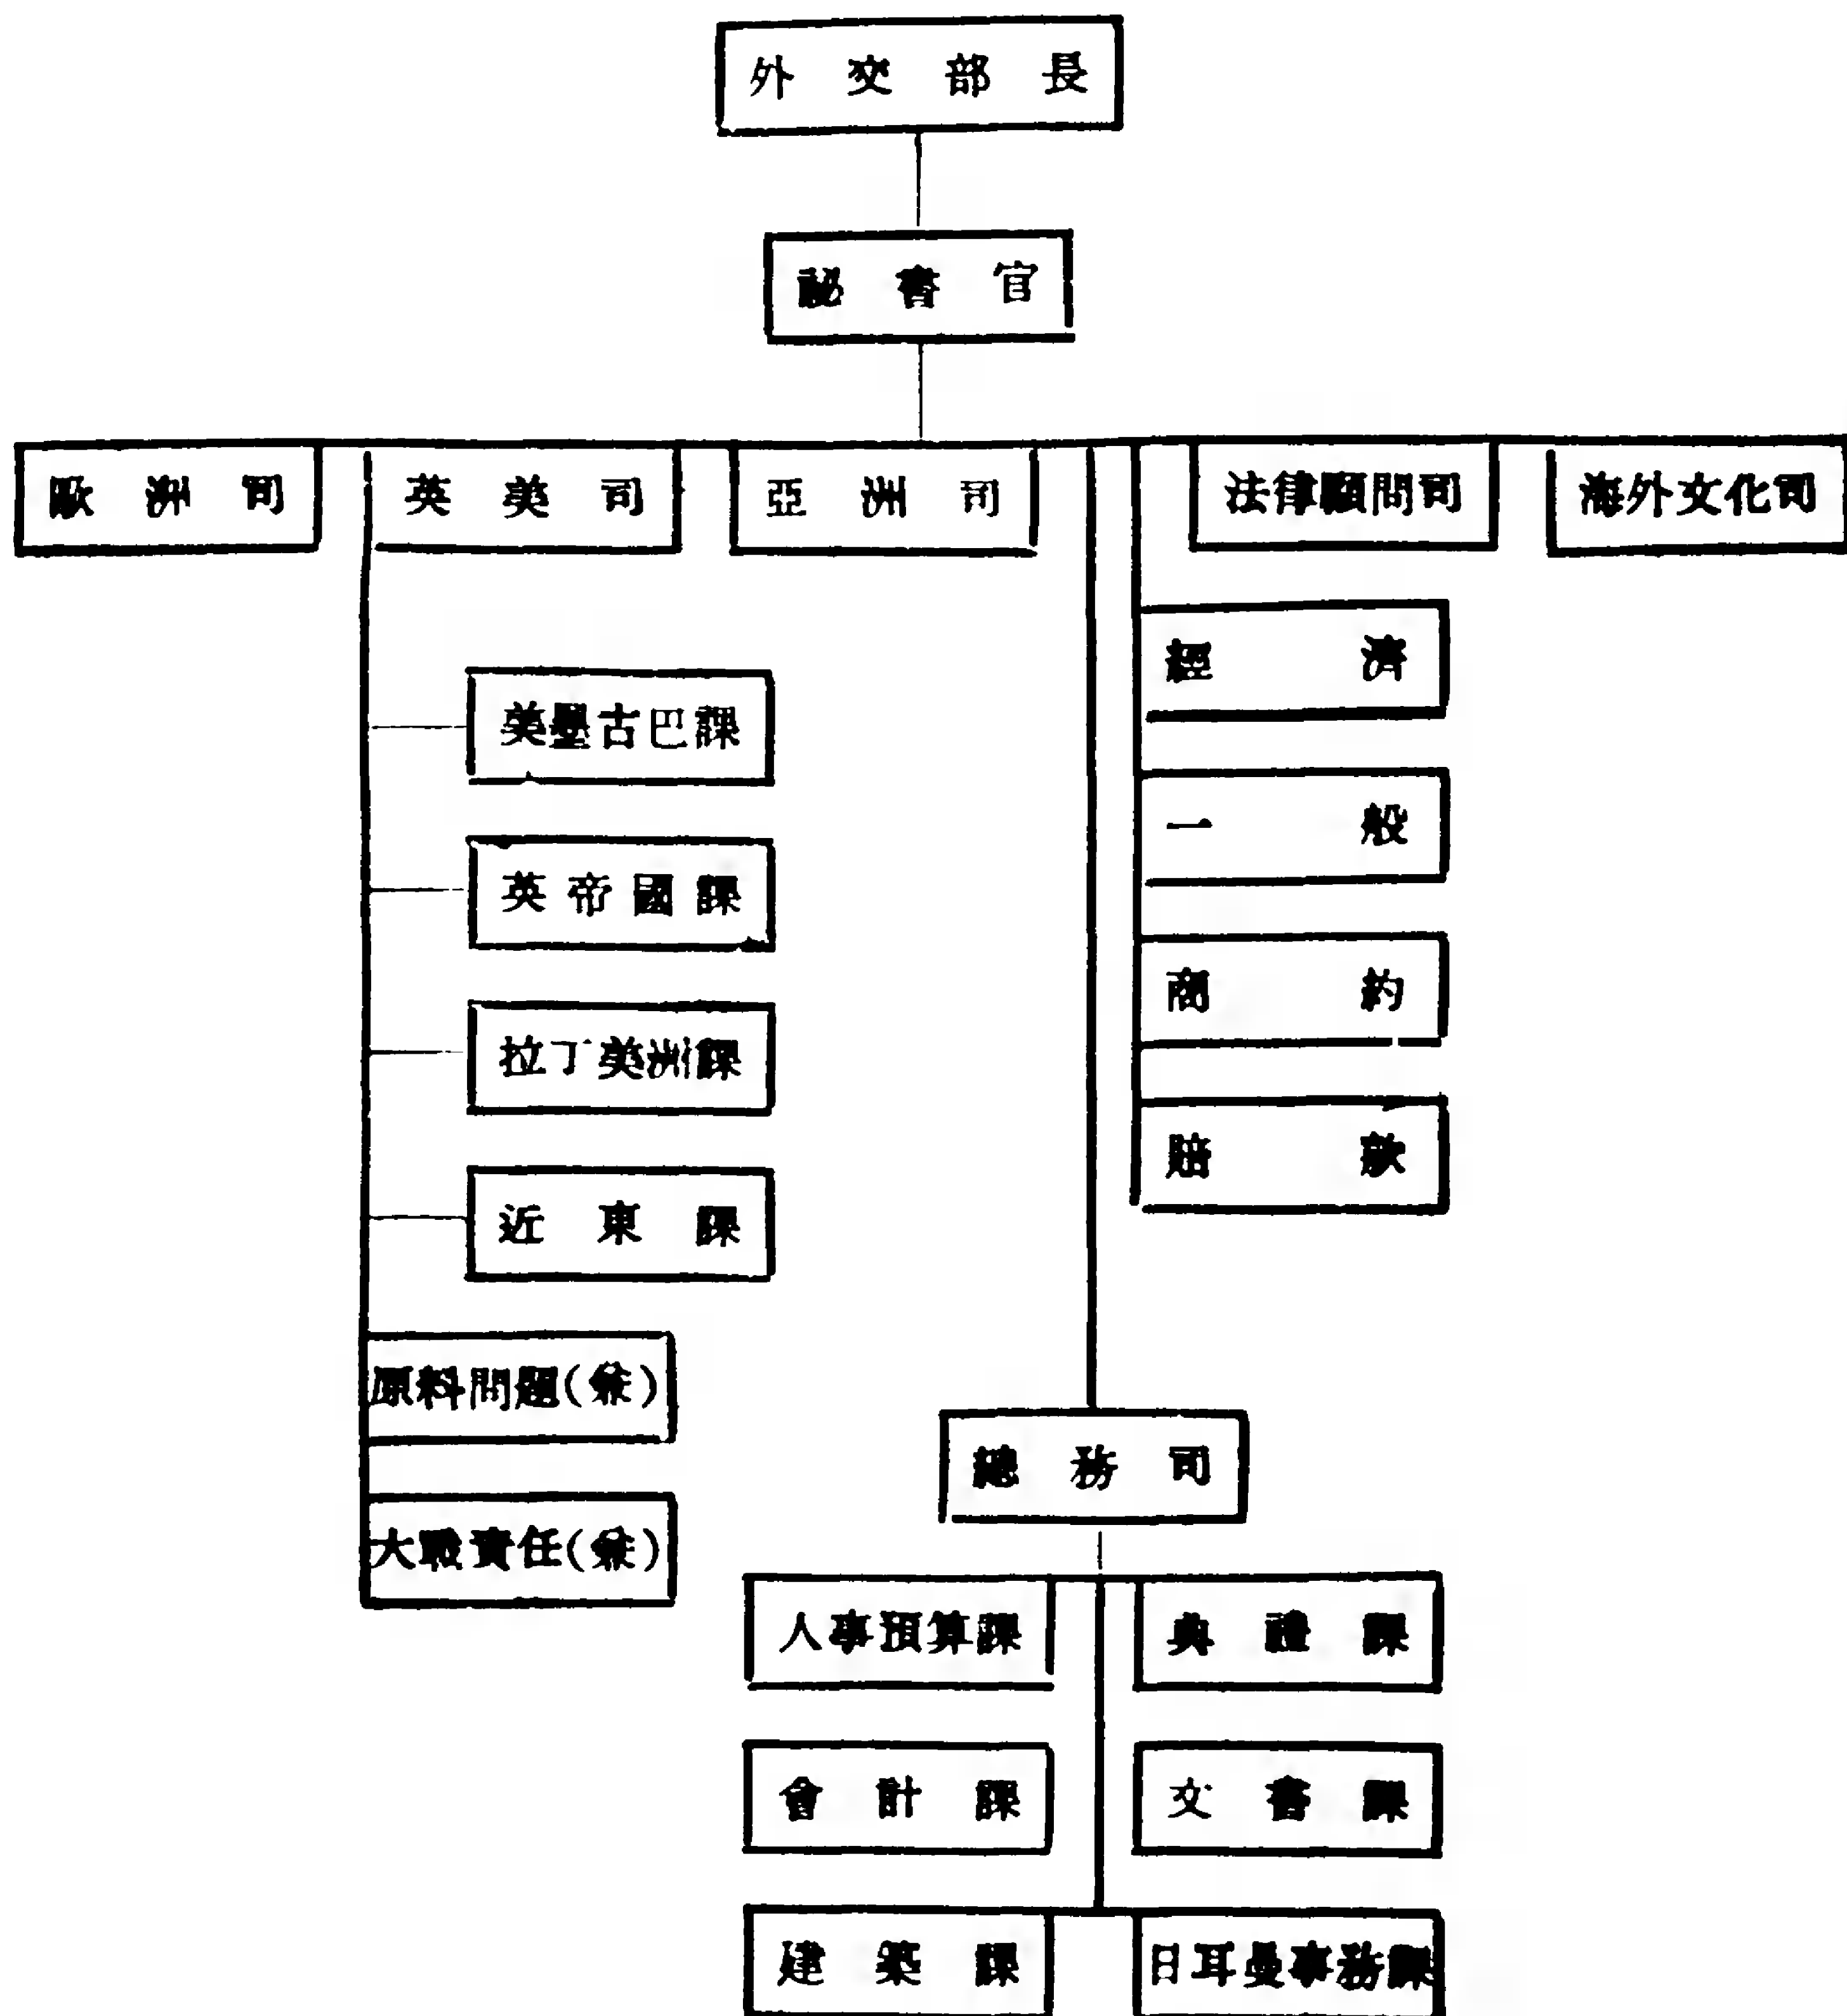 外交部長
祕書官
歐洲司
英美司
亞洲司
法律顧問司
海外文化司
美墨古巴課
英帝國課
拉丁美洲課
近東課
原料問題(兼)
大戰責任(兼)
經濟
一般
商約
賠款
總務司
人事預算課
典禮課
會計課
文書課
建築課
日耳曼事務課